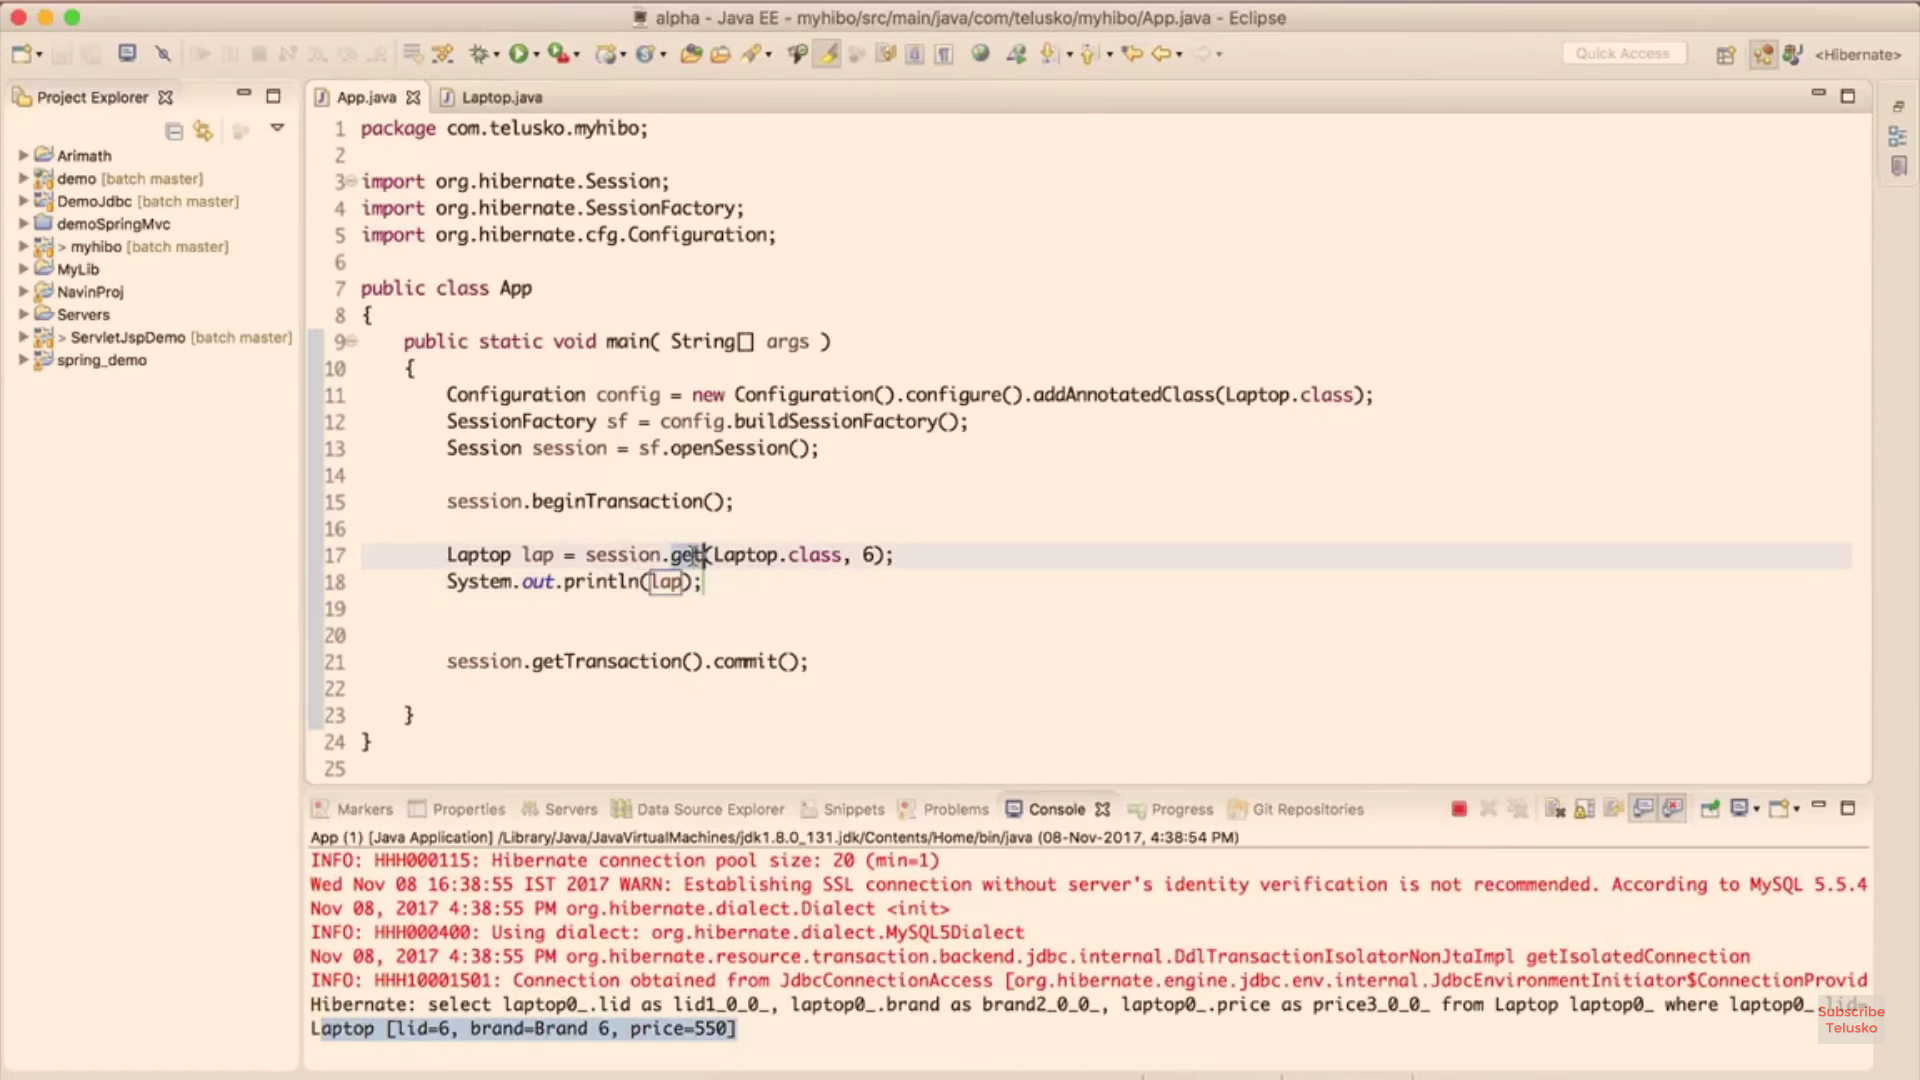 alpha - Java EE - myhibo/src/main/java/com/telusko/myhibo/App.java - Eclipse
Quick Access
<Hibernate>
Project Explorer
App.java
Laptop.java
Arimath
demo [batch master]
DemoJdbc [batch master]
demoSpringMvc
> myhibo [batch master]
MyLib
NavinProj
Servers
> ServletJspDemo [batch master]
spring_demo
1 package com.telusko.myhibo;
2
3 import org.hibernate.Session;
4 import org.hibernate.SessionFactory;
5 import org.hibernate.cfg.Configuration;
6
7 public class App
8 {
9 public static void main( String[] args )
10 {
11 Configuration config = new Configuration().configure().addAnnotatedClass(Laptop.class);
12 SessionFactory sf = config.buildSessionFactory();
13 Session session = sf.openSession();
14
15 session.beginTransaction();
16
17 Laptop lap = session.get(Laptop.class, 6);
18 System.out.println(lap);
19
20
21 session.getTransaction().commit();
22
23 }
24 }
25
Markers Properties Servers Data Source Explorer Snippets Problems Console Progress Git Repositories
App (1) [Java Application] /Library/Java/JavaVirtualMachines/jdk1.8.0_131.jdk/Contents/Home/bin/java (08-Nov-2017, 4:38:54 PM)
INFO: HHH000115: Hibernate connection pool size: 20 (min=1)
Wed Nov 08 16:38:55 IST 2017 WARN: Establishing SSL connection without server's identity verification is not recommended. According to MySQL 5.5.4
Nov 08, 2017 4:38:55 PM org.hibernate.dialect.Dialect <init>
INFO: HHH000400: Using dialect: org.hibernate.dialect.MySQL5Dialect
Nov 08, 2017 4:38:55 PM org.hibernate.resource.transaction.backend.jdbc.internal.DdlTransactionIsolatorNonJtaImpl getIsolatedConnection
INFO: HHH10001501: Connection obtained from JdbcConnectionAccess [org.hibernate.engine.jdbc.env.internal.JdbcEnvironmentInitiator$ConnectionProvid
Hibernate: select laptop0_.lid as lid1_0_0_, laptop0_.brand as brand2_0_0_, laptop0_.price as price3_0_0_ from Laptop laptop0_ where laptop0_.lid=
Laptop [lid=6, brand=Brand 6, price=550]
Subscribe
Telusko